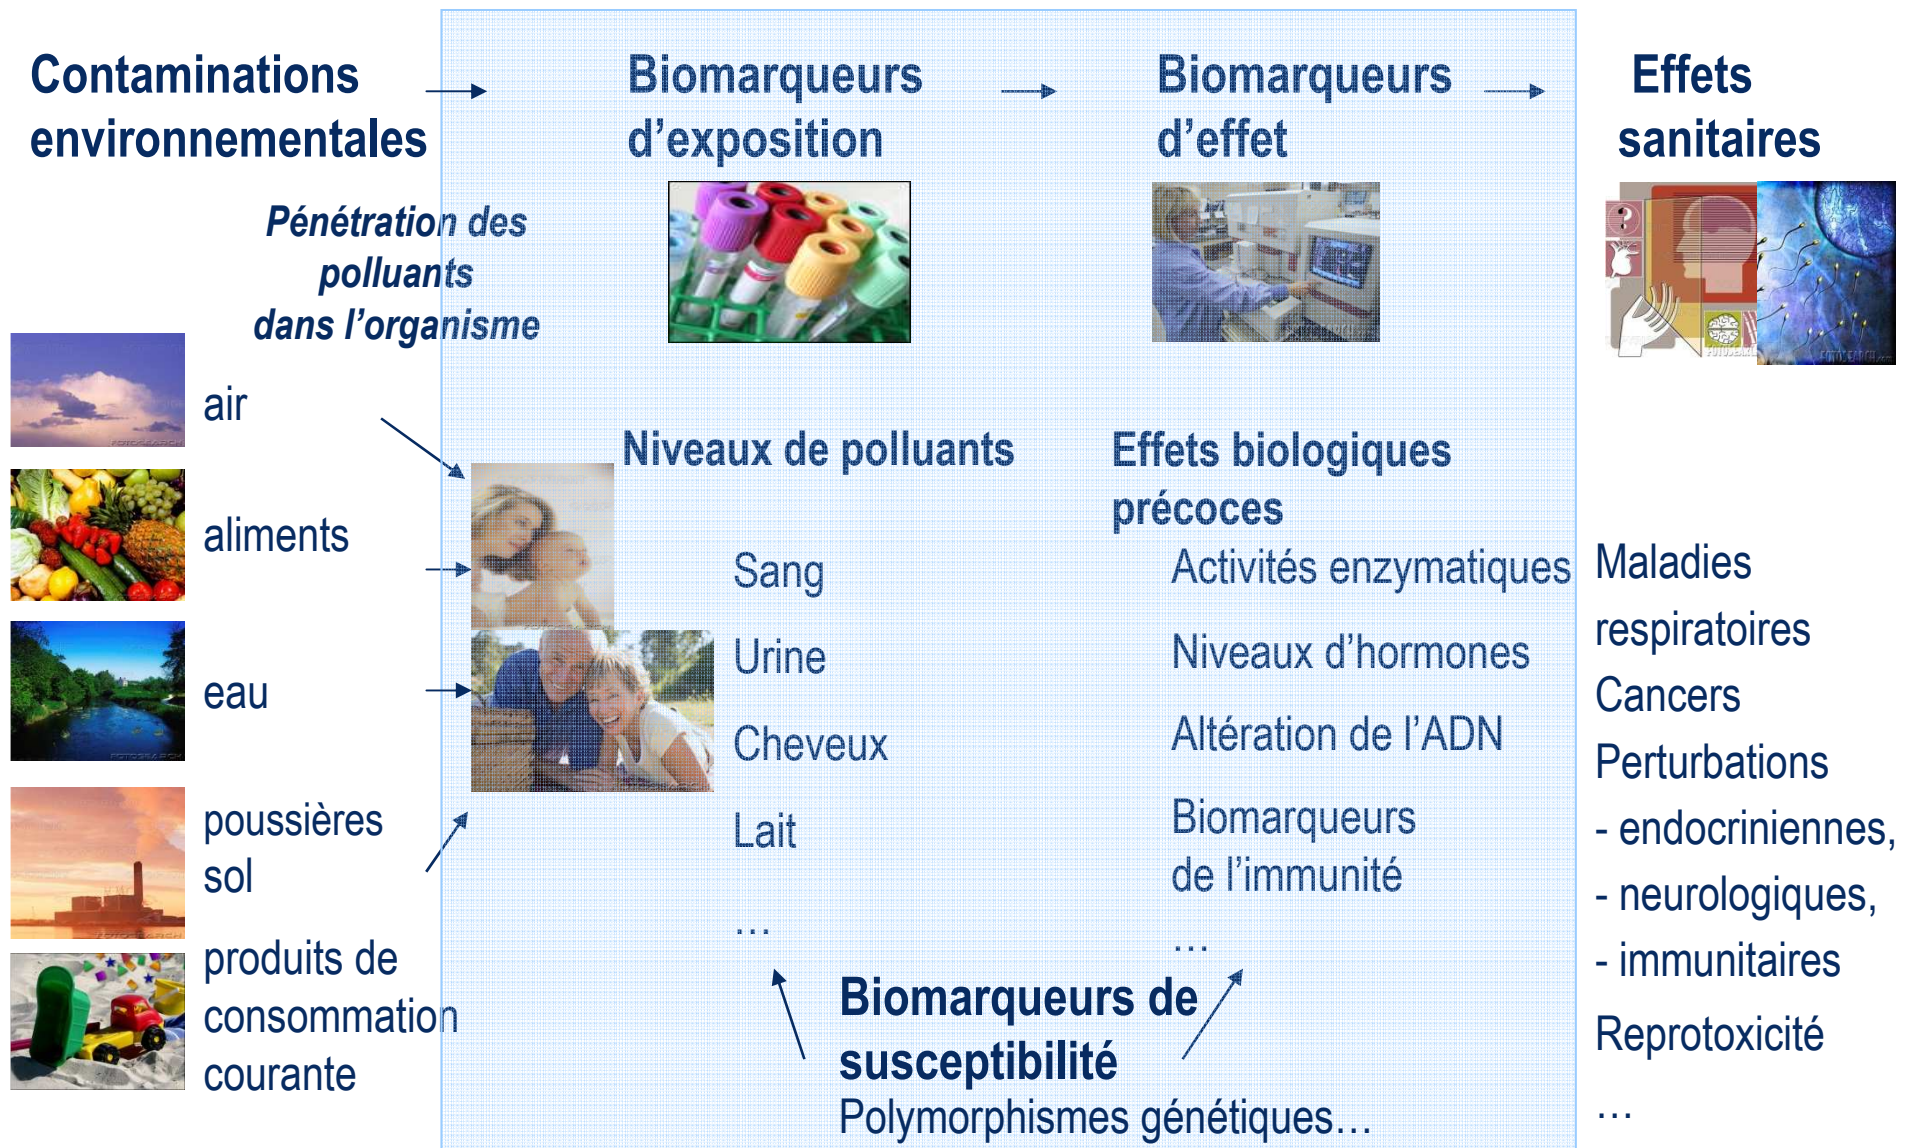 Contaminations
environnementales
Biomarqueurs
d’exposition
Biomarqueurs
d’effet
Effets
sanitaires
Pénétration des
polluants
dans l’organisme
air
aliments
eau
poussières
sol
produits de
consommation
courante
Niveaux de polluants
Sang
Urine
Cheveux
Lait
…
Effets biologiques
précoces
Activités enzymatiques
Niveaux d’hormones
Altération de l’ADN
Biomarqueurs
de l’immunité
…
Biomarqueurs de
susceptibilité
Polymorphismes génétiques…
Maladies
respiratoires
Cancers
Perturbations
- endocriniennes,
- neurologiques,
- immunitaires
Reprotoxicité
…